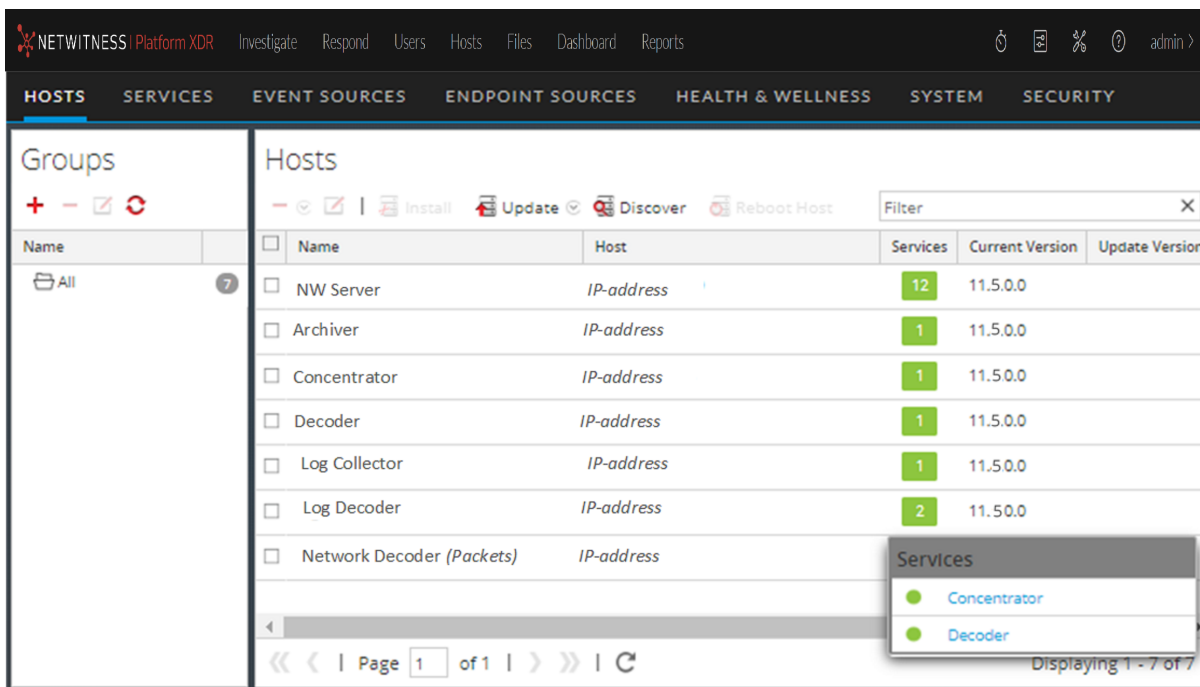 NETWITNESS | Platform XDR Investigate Respond Users Hosts Files Dashboard Reports admin >
HOSTS SERVICES EVENT SOURCES ENDPOINT SOURCES HEALTH & WELLNESS SYSTEM SECURITY
Groups
Name
All 7
Hosts
Install Update Discover Reboot Host Filter
Name Host Services Current Version Update Version
NW Server IP-address 12 11.5.0.0
Archiver IP-address 1 11.5.0.0
Concentrator IP-address 1 11.5.0.0
Decoder IP-address 1 11.5.0.0
Log Collector IP-address 1 11.5.0.0
Log Decoder IP-address 2 11.50.0
Network Decoder (Packets) IP-address
Services
Concentrator
Decoder
Page 1 of 1
Displaying 1 - 7 of 7